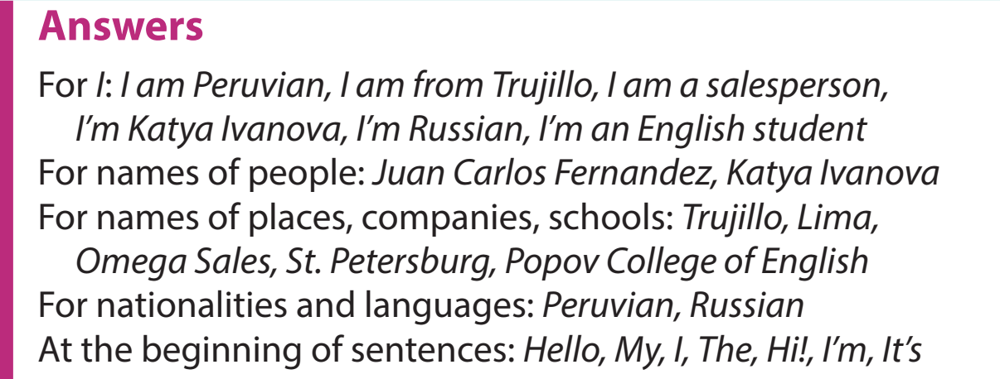 Answers
For I: I am Peruvian, I am from Trujillo, I am a salesperson,
I’m Katya Ivanova, I’m Russian, I’m an English student
For names of people: Juan Carlos Fernandez, Katya Ivanova
For names of places, companies, schools: Trujillo, Lima,
Omega Sales, St. Petersburg, Popov College of English
For nationalities and languages: Peruvian, Russian
At the beginning of sentences: Hello, My, I, The, Hi!, I’m, It’s